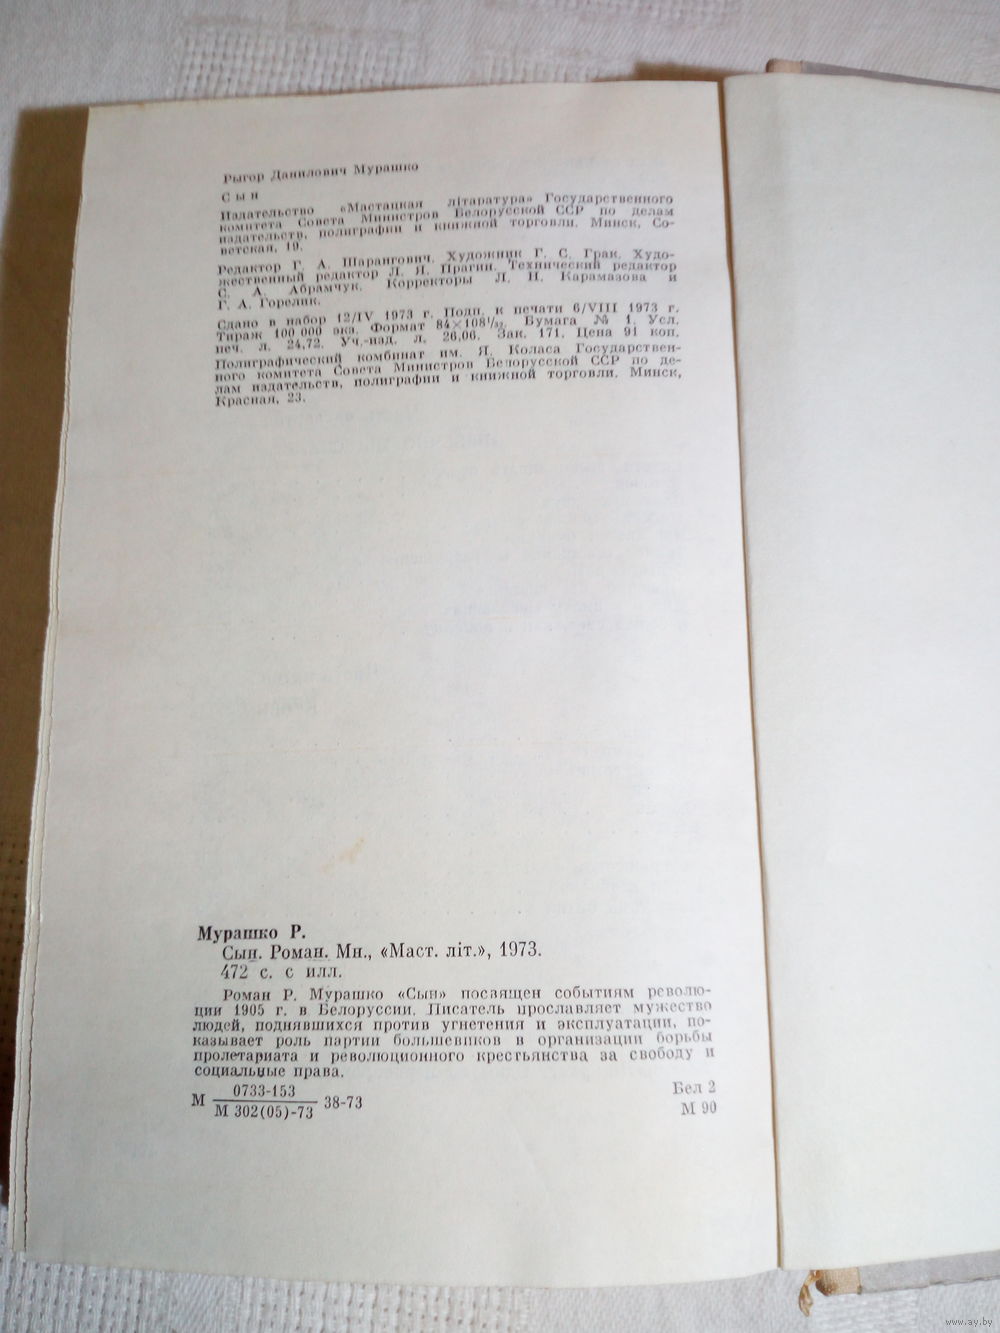 Рыгор Данилович Мурашко
Сын
Издательство «Мастацкая літаратура» Государственного
комитета Совета Министров Белорусской ССР по делам
издательств, полиграфии и книжной торговли. Минск, Со-
ветская, 19.
Редактор Г. А. Шарангович. Художник Г. С. Грак. Худо-
жественный редактор Л. Я. Прагин. Технический редактор
С. А. Абрамчук. Корректоры Л. Н. Карамазова и
Г. А. Горелик.
Сдано в набор 12/IV 1973 г. Подп. к печати 6/VIII 1973 г.
Тираж 100 000 экз. Формат 84×108¹/₃₂. Бумага № 1. Усл.
печ. л. 24,72. Уч.-изд. л. 26,06. Зак. 171. Цена 91 коп.
Полиграфический комбинат им. Я. Коласа Государствен-
ного комитета Совета Министров Белорусской ССР по де-
лам издательств, полиграфии и книжной торговли. Минск,
Красная, 23.
Мурашко Р.
Сын. Роман. Мн., «Маст. літ.», 1973.
472 с. с илл.
Роман Р. Мурашко «Сын» посвящен событиям револю-
ции 1905 г. в Белоруссии. Писатель прославляет мужество
людей, поднявшихся против угнетения и эксплуатации, по-
казывает роль партии большевиков в организации борьбы
пролетариата и революционного крестьянства за свободу и
социальные права.
М 0733-153
М 302(05)-73 38-73
Бел 2
М 90
www.ay.by